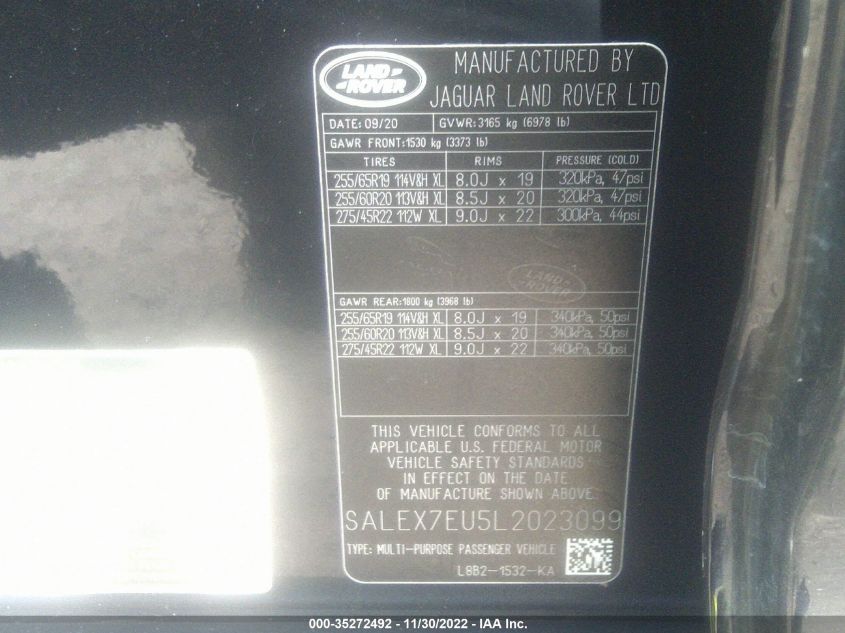 LAND ROVER
MANUFACTURED BY
JAGUAR LAND ROVER LTD
DATE: 09/20 GVWR: 3165 kg (6978 lb)
GAWR FRONT: 1530 kg (3373 lb)
TIRES RIMS PRESSURE (COLD)
255/65R19 114V&H XL 8.0J x 19 320kPa, 47psi
255/60R20 113V&H XL 8.5J x 20 320kPa, 47psi
275/45R22 112W XL 9.0J x 22 300kPa, 44psi
LAND ROVER
GAWR REAR: 1800 kg (3968 lb)
255/65R19 114V&H XL 8.0J x 19 340kPa, 50psi
255/60R20 113V&H XL 8.5J x 20 340kPa, 50psi
275/45R22 112W XL 9.0J x 22 340kPa, 50psi
THIS VEHICLE CONFORMS TO ALL
APPLICABLE U.S. FEDERAL MOTOR
VEHICLE SAFETY STANDARDS
IN EFFECT ON THE DATE
OF MANUFACTURE SHOWN ABOVE.
SALEX7EU5L2023099
TYPE: MULTI-PURPOSE PASSENGER VEHICLE
L8B2-1532-KA
000-35272492 - 11/30/2022 - IAA Inc.